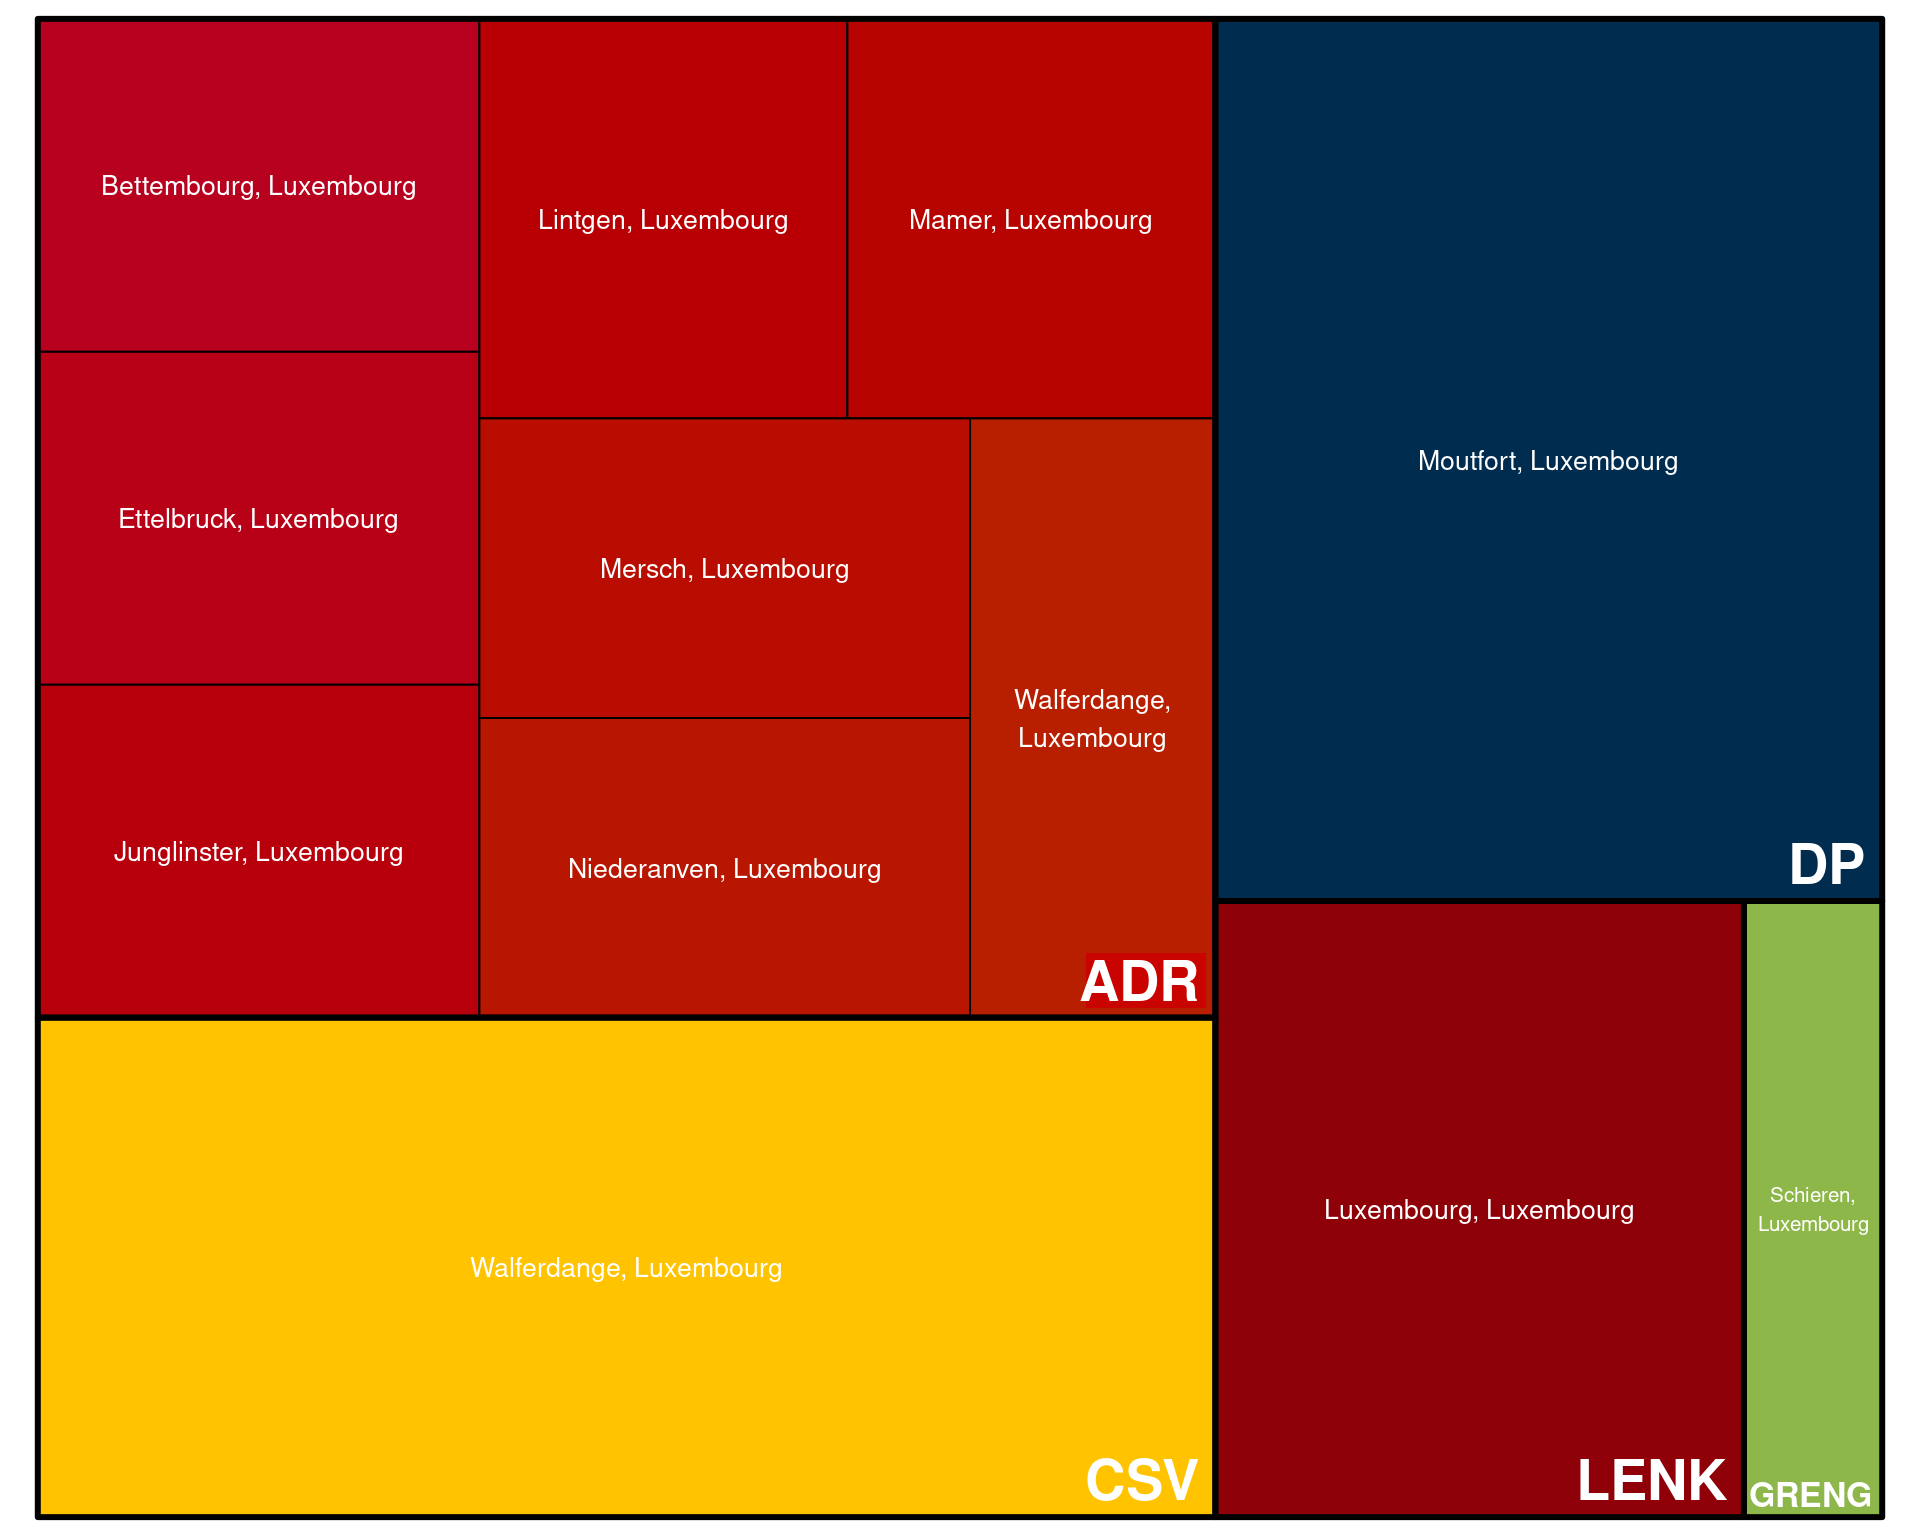 Bettembourg, Luxembourg
Lintgen, Luxembourg
Mamer, Luxembourg
Moutfort, Luxembourg
Ettelbruck, Luxembourg
Mersch, Luxembourg
Walferdange,
Luxembourg
Junglinster, Luxembourg
Niederanven, Luxembourg
DP
ADR
Walferdange, Luxembourg
Luxembourg, Luxembourg
Schieren,
Luxembourg
CSV
LENK
GRENG